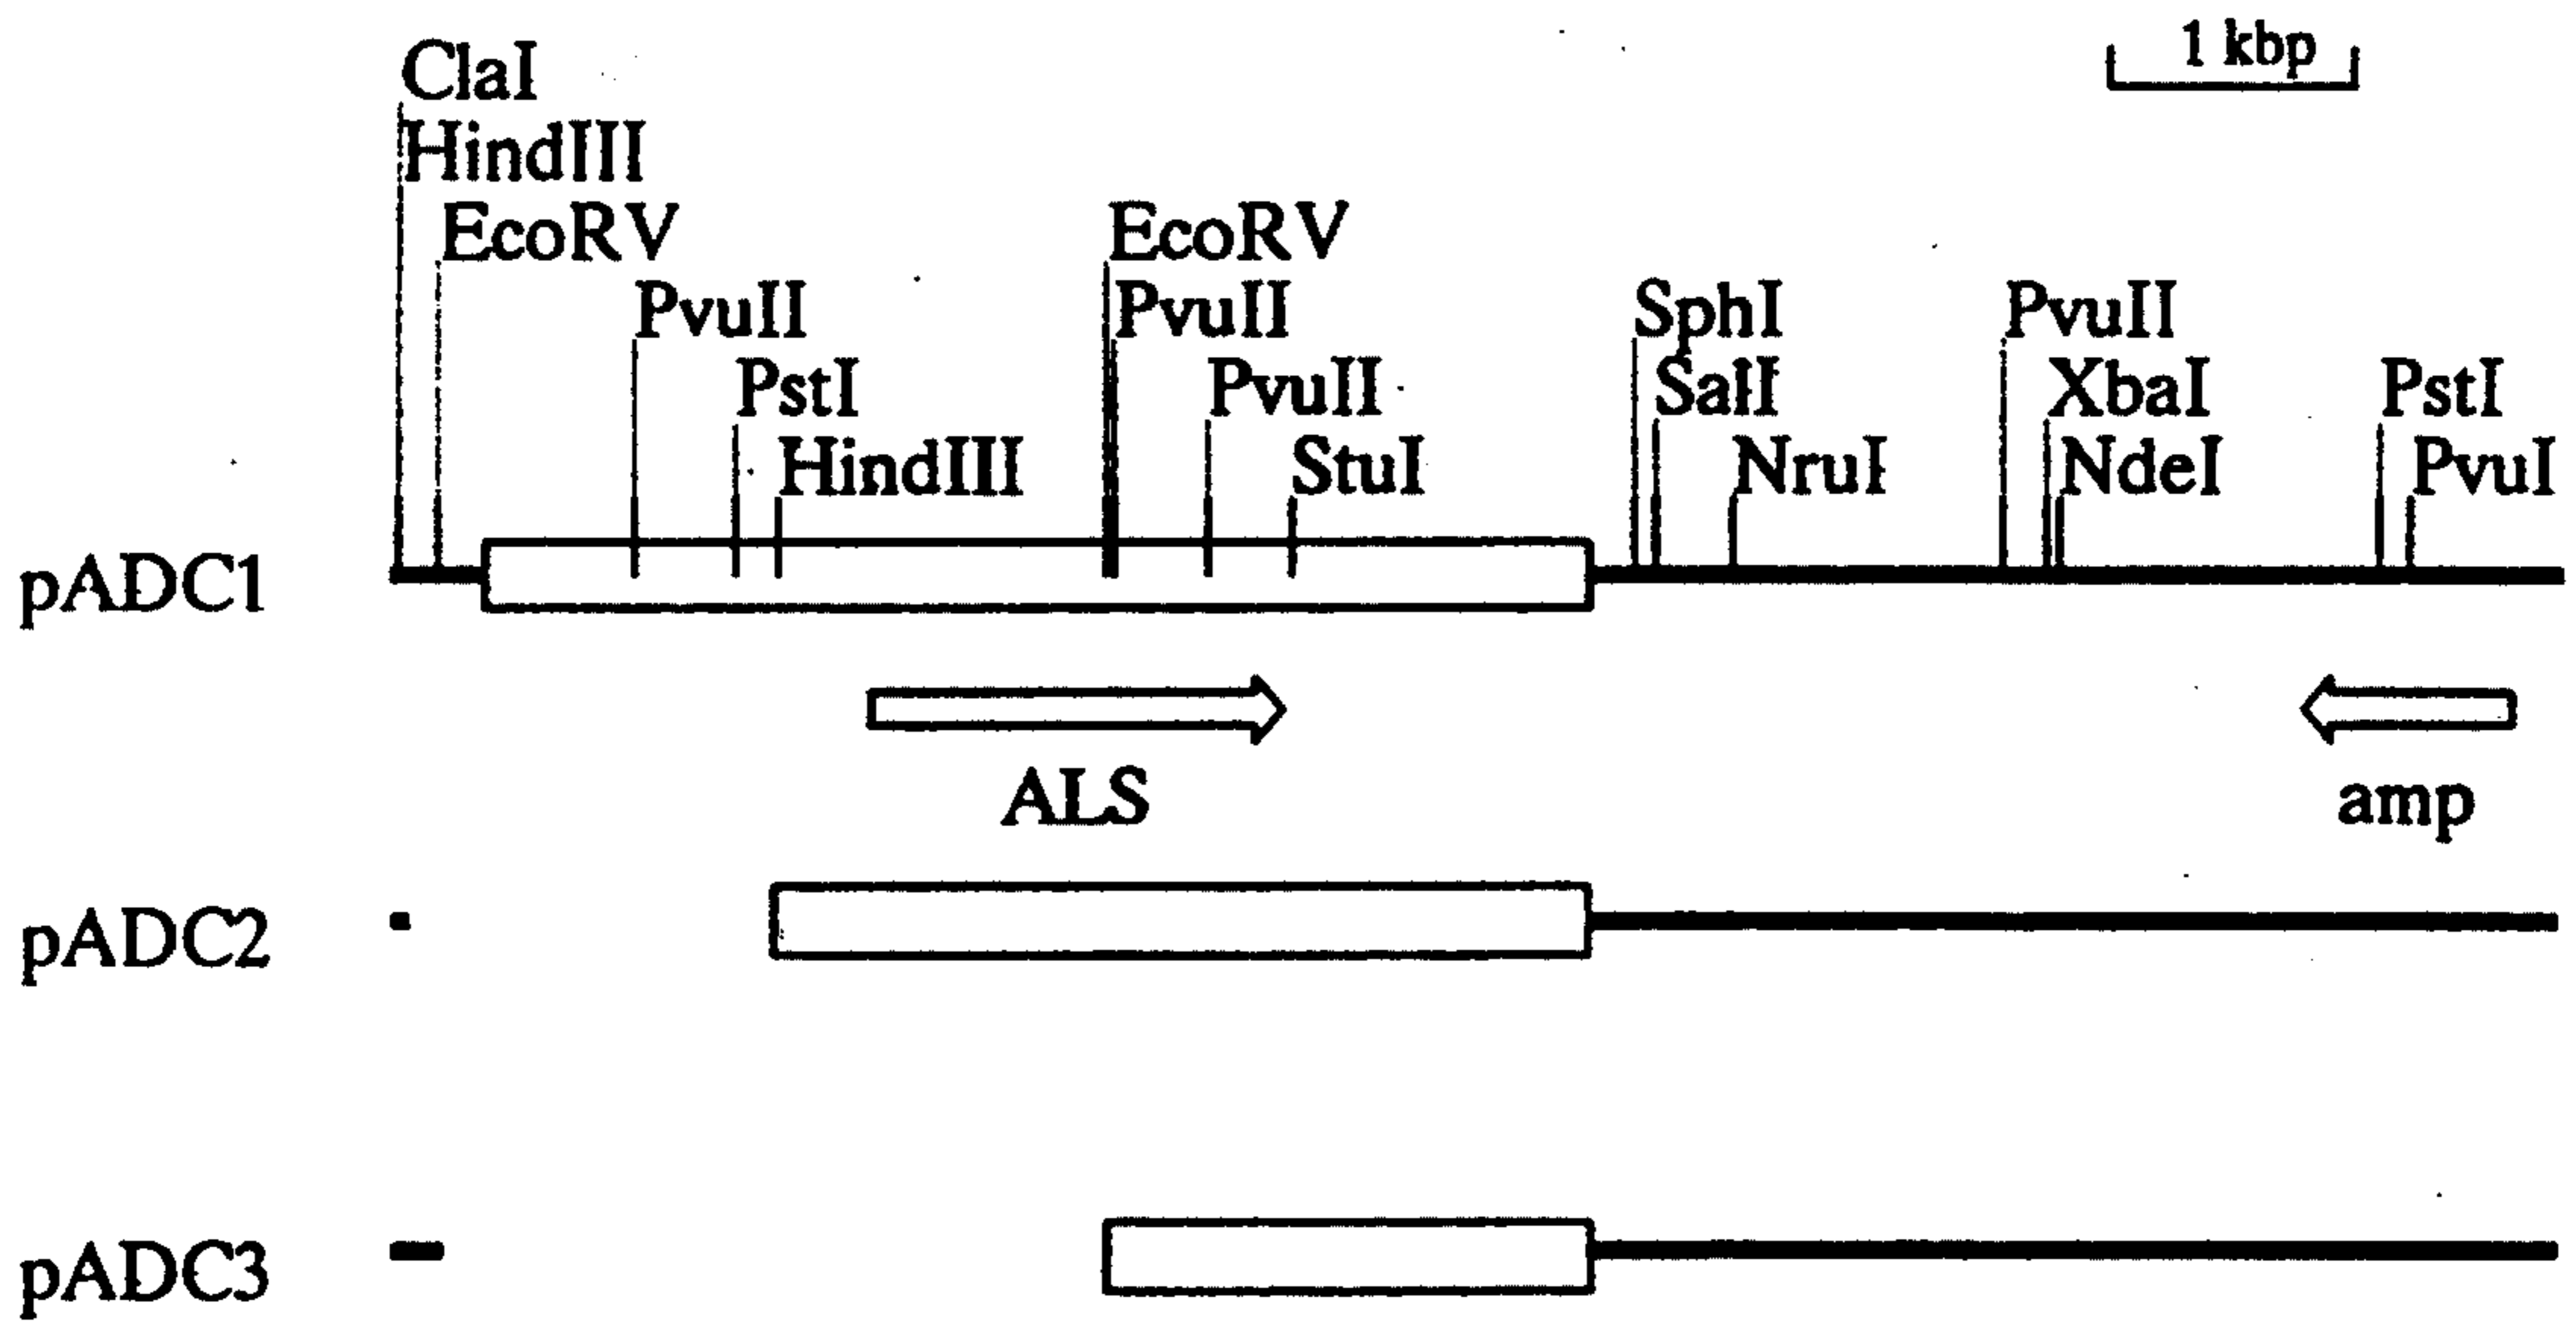 1 kbp
ClaI
HindIII
EcoRV EcoRV
PvuII PvuII SphI PvuII
PstI PvuII SalI XbaI PstI
HindIII StuI NruI NdeI PvuI
pADC1
ALS amp
pADC2
pADC3